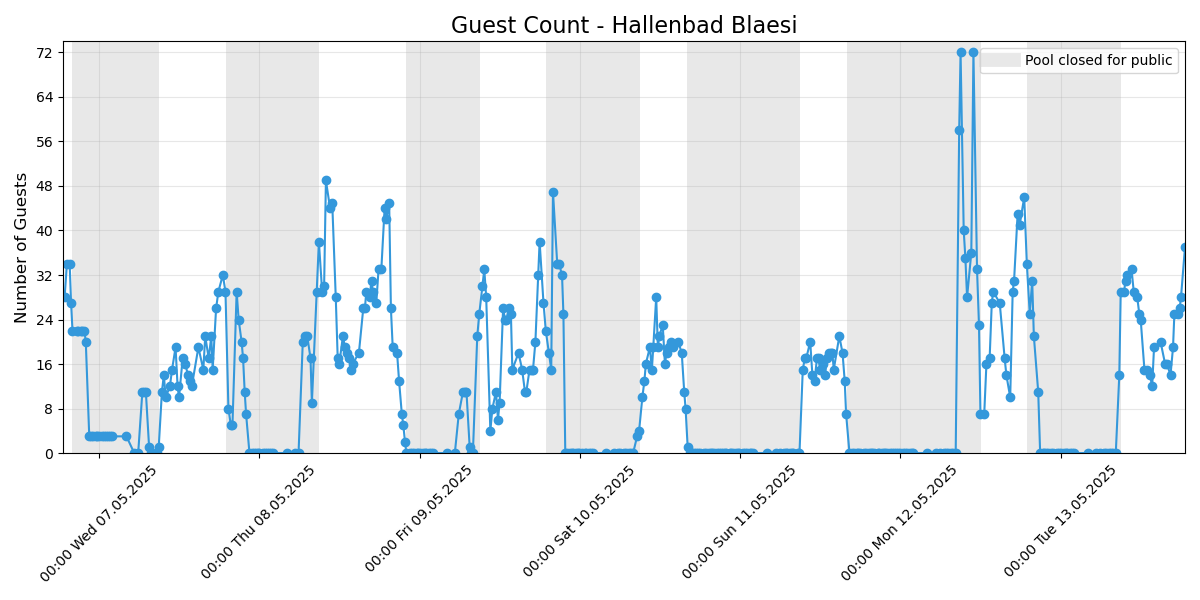 Guest Count - Hallenbad Blaesi
Pool closed for public
Number of Guests
72
64
56
48
40
32
24
16
8
0
00:00 Wed 07.05.2025
00:00 Thu 08.05.2025
00:00 Fri 09.05.2025
00:00 Sat 10.05.2025
00:00 Sun 11.05.2025
00:00 Mon 12.05.2025
00:00 Tue 13.05.2025